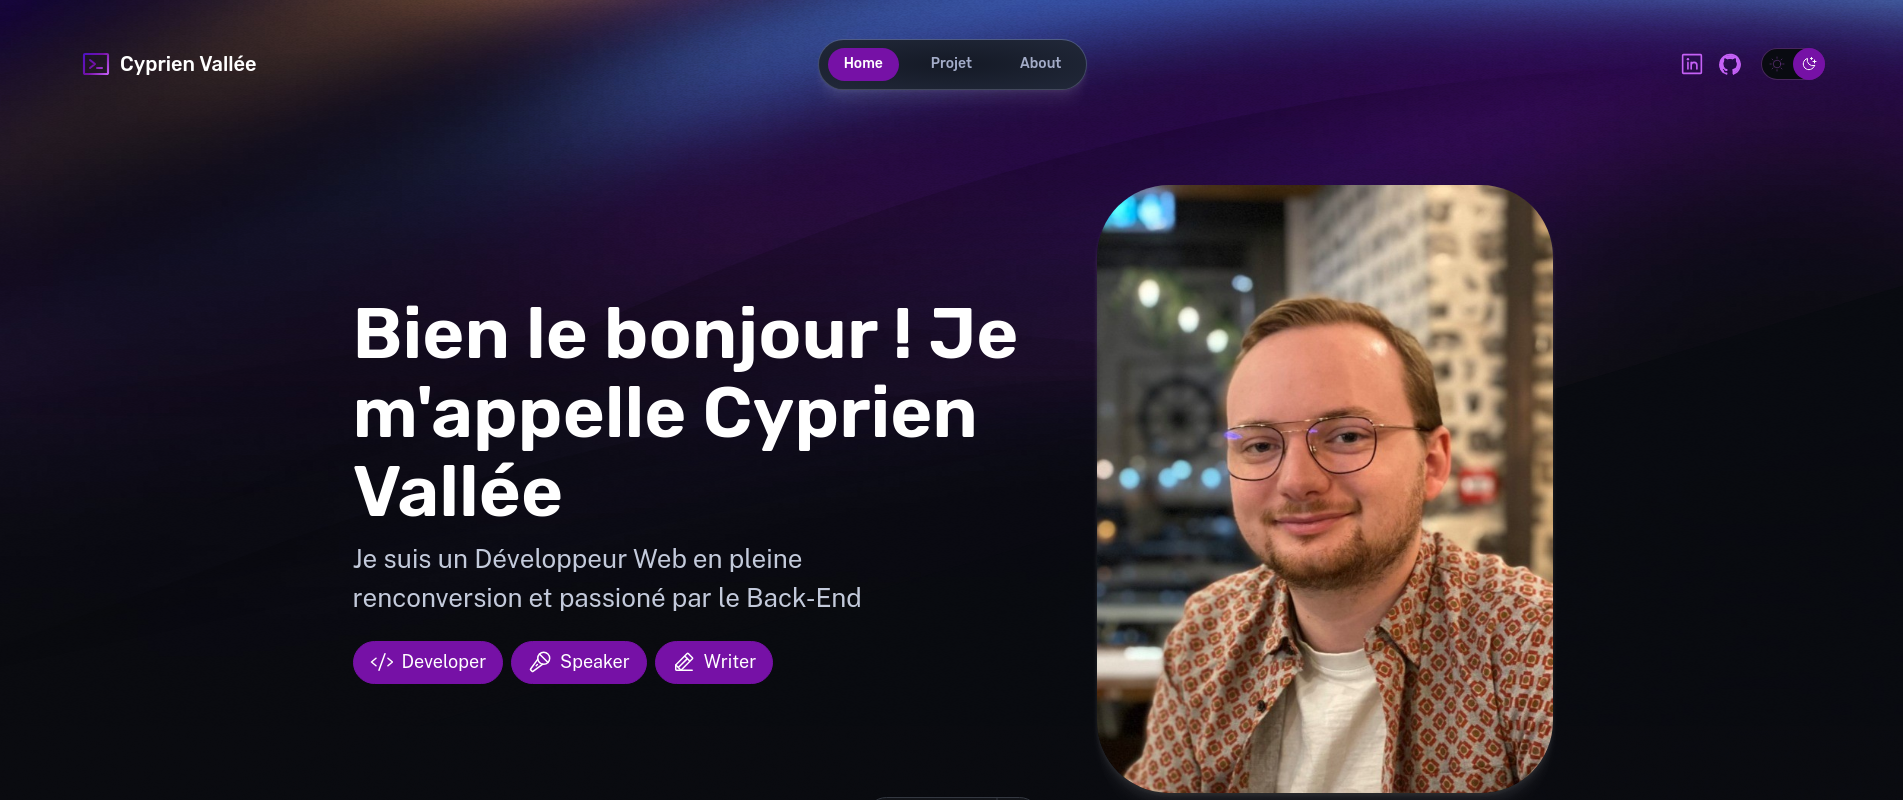 Cyprien Vallée
Home
Projet
About
Bien le bonjour ! Je
m'appelle Cyprien
Vallée
Je suis un Développeur Web en pleine
renconversion et passioné par le Back-End
Developer
Speaker
Writer